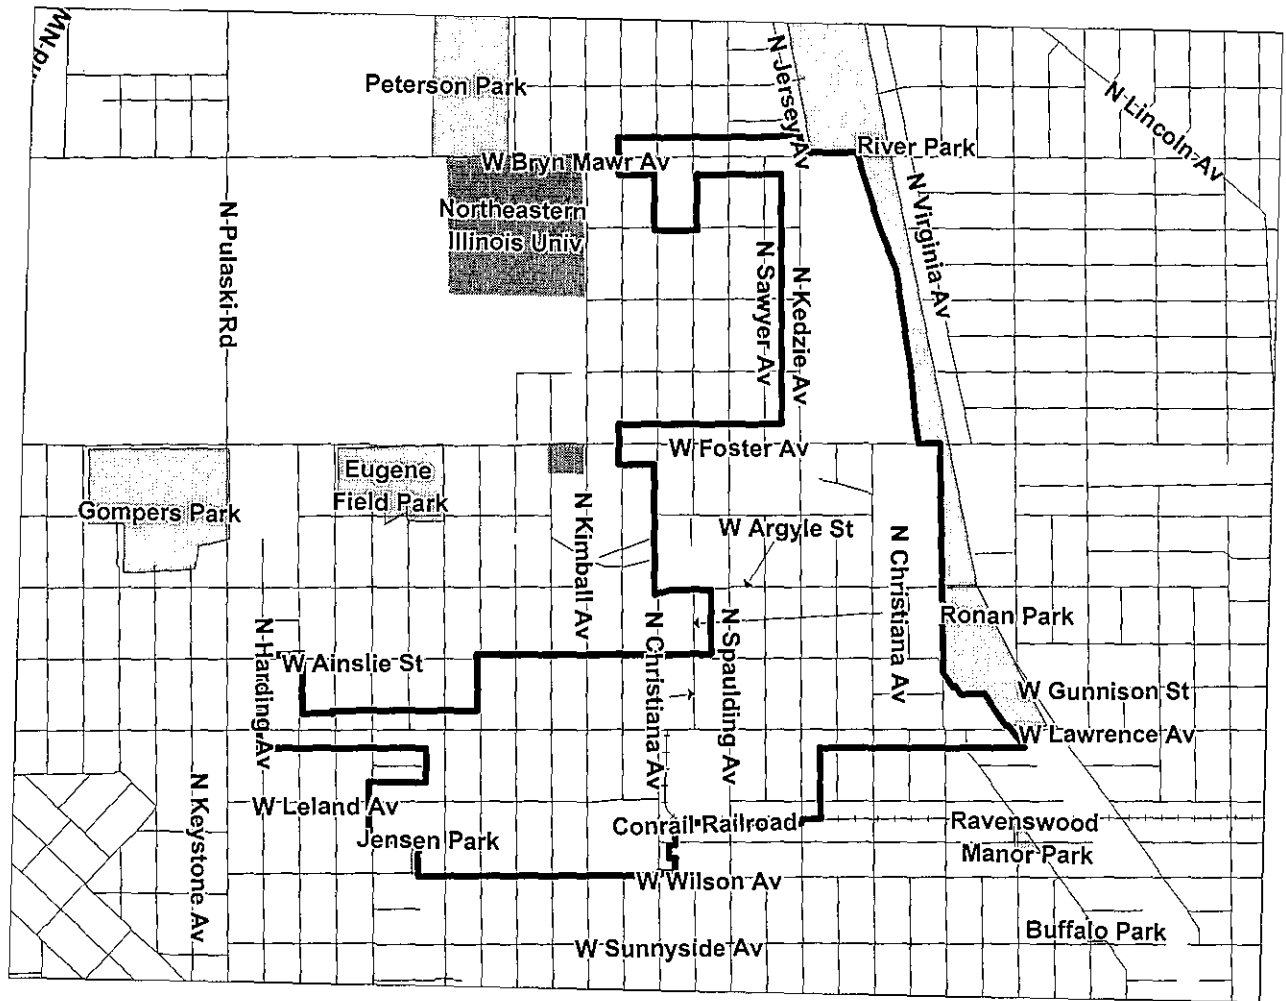 Peterson Park
N Jersey Av
N Lincoln Av
River Park
W Bryn Mawr Av
N Virginia Av
Northeastern
Illinois Univ
N Pulaski Rd
N Sawyer Av
N Kedzie Av
W Foster Av
Eugene
Field Park
Gompers Park
N Kimball Av
W Argyle St
N Christiana Av
Ronan Park
N Harding Av
W Ainslie St
N Christiana Av
N Spaulding Av
W Gunnison St
W Lawrence Av
N Keystone Av
W Leland Av
Jensen Park
Conrail Railroad
Ravenswood
Manor Park
W Wilson Av
Buffalo Park
W Sunnyside Av